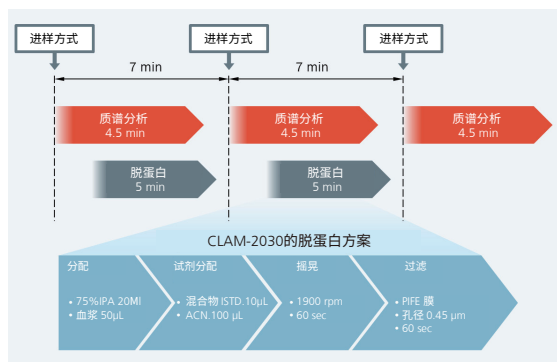 进样方式
进样方式
进样方式
7 min
7 min
质谱分析
4.5 min
质谱分析
4.5 min
质谱分析
4.5 min
脱蛋白
5 min
脱蛋白
5 min
CLAM-2030的脱蛋白方案
分配
• 75%IPA 20Ml
• 血浆 50μL
试剂分配
• 混合物 ISTD.10μL
• ACN.100 μL
摇晃
• 1900 rpm
• 60 sec
过滤
• PIFE 膜
• 孔径 0.45 μm
• 60 sec